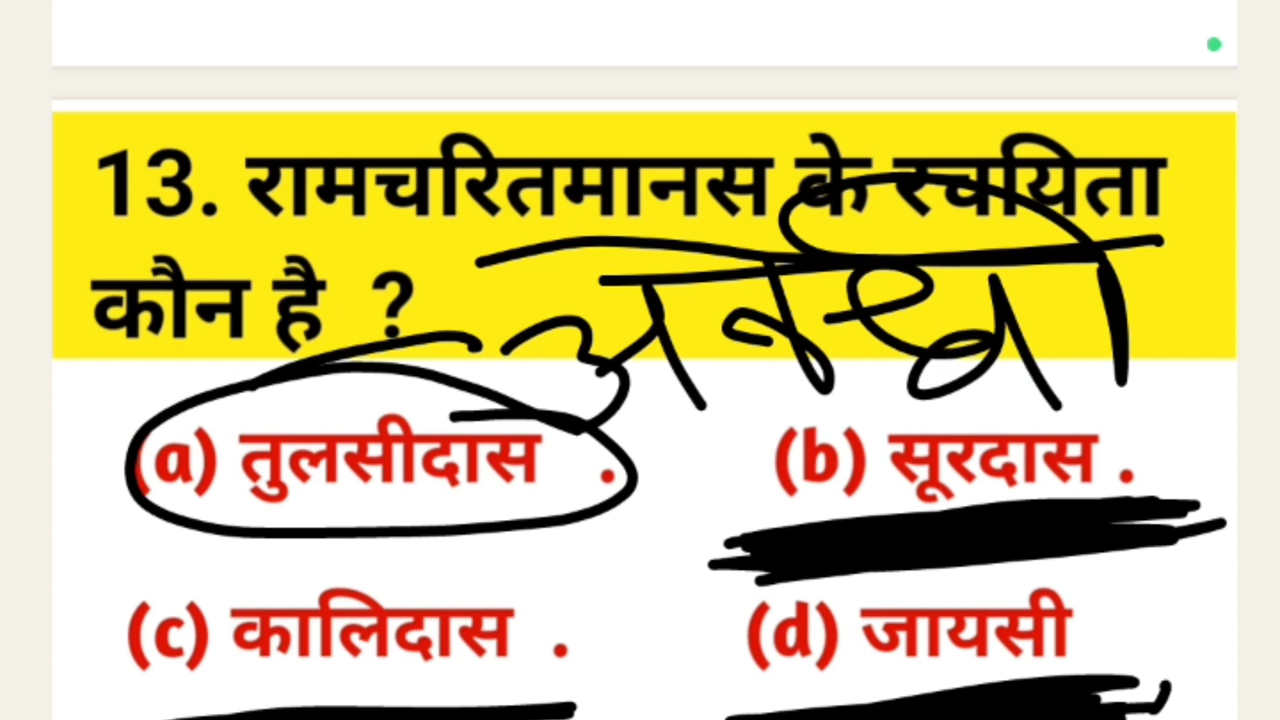 13. रामचरितमानस के रचयिता
कौन है ?
अवधी
(a) तुलसीदास .
(b) सूरदास .
(c) कालिदास .
(d) जायसी